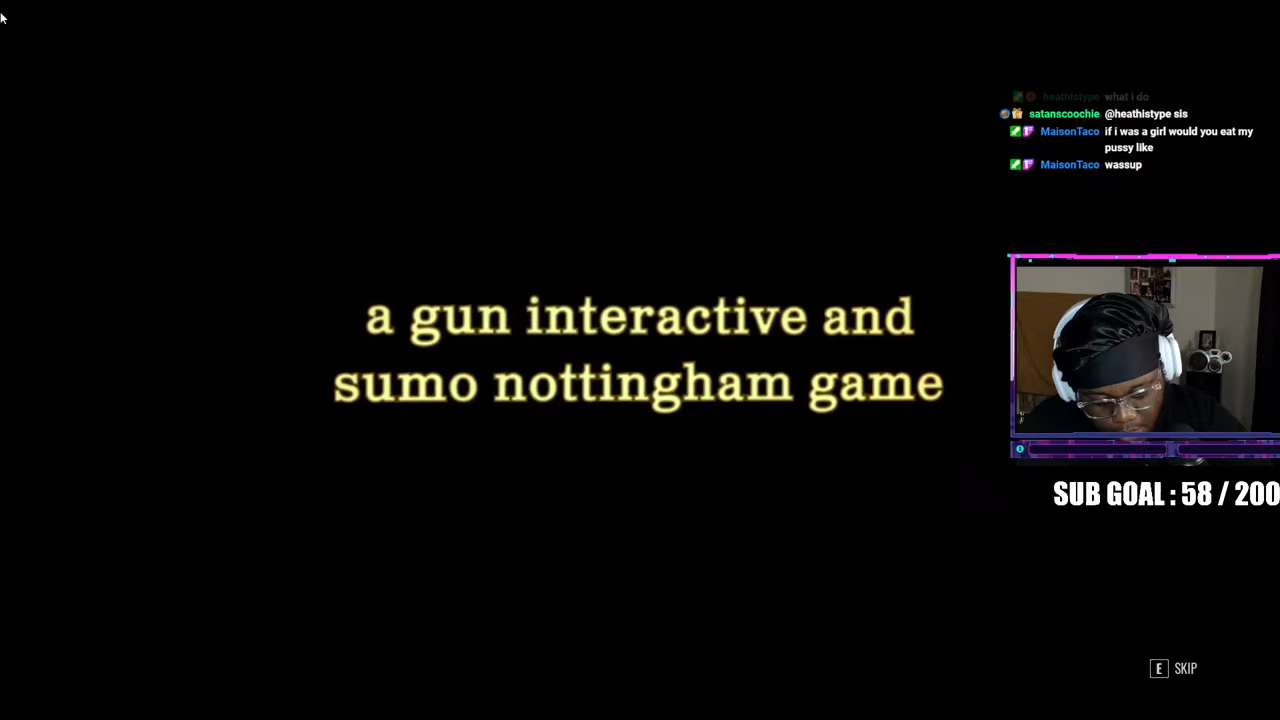 heathistype what i do
satanscoochie @heathistype sis
MaisonTaco if i was a girl would you eat my
pussy like
MaisonTaco wassup
a gun interactive and
sumo nottingham game
SUB GOAL : 58 / 200
E SKIP